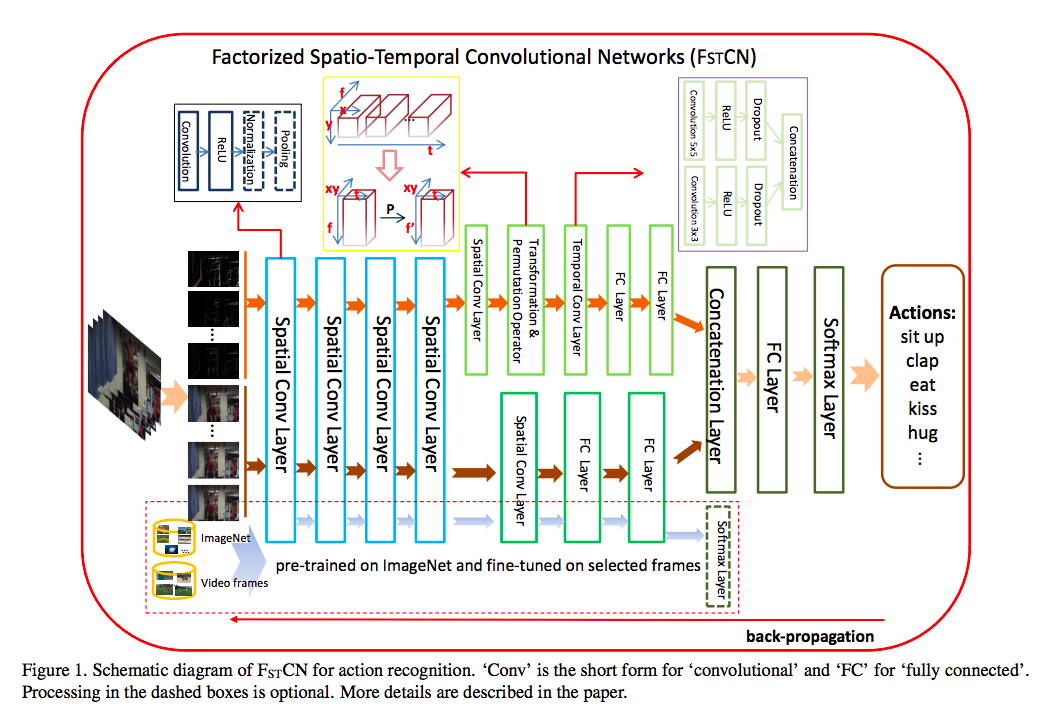 Factorized Spatio-Temporal Convolutional Networks (FSTCN)
Convolution
ReLU
Normalization
Pooling
f
x
y
...
t
xy
t
f
P
xy
t
f'
Convolution 5x5
ReLU
Dropout
Convolution 3x3
ReLU
Dropout
Concatenation
Spatial Conv Layer
Spatial Conv Layer
Spatial Conv Layer
Spatial Conv Layer
Spatial Conv Layer
Transformation &
Permutation Operator
Temporal Conv Layer
FC Layer
FC Layer
Spatial Conv Layer
FC Layer
FC Layer
Concatenation Layer
FC Layer
Softmax Layer
Actions:
sit up
clap
eat
kiss
hug
...
ImageNet
Video frames
pre-trained on ImageNet and fine-tuned on selected frames
Softmax Layer
back-propagation
Figure 1. Schematic diagram of FSTCN for action recognition. ‘Conv’ is the short form for ‘convolutional’ and ‘FC’ for ‘fully connected’.
Processing in the dashed boxes is optional. More details are described in the paper.